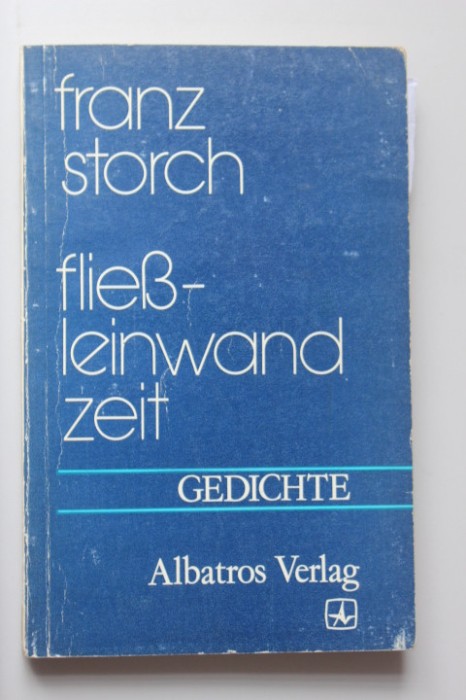 franz
storch
fließ-
leinwand
zeit
GEDICHTE
Albatros Verlag